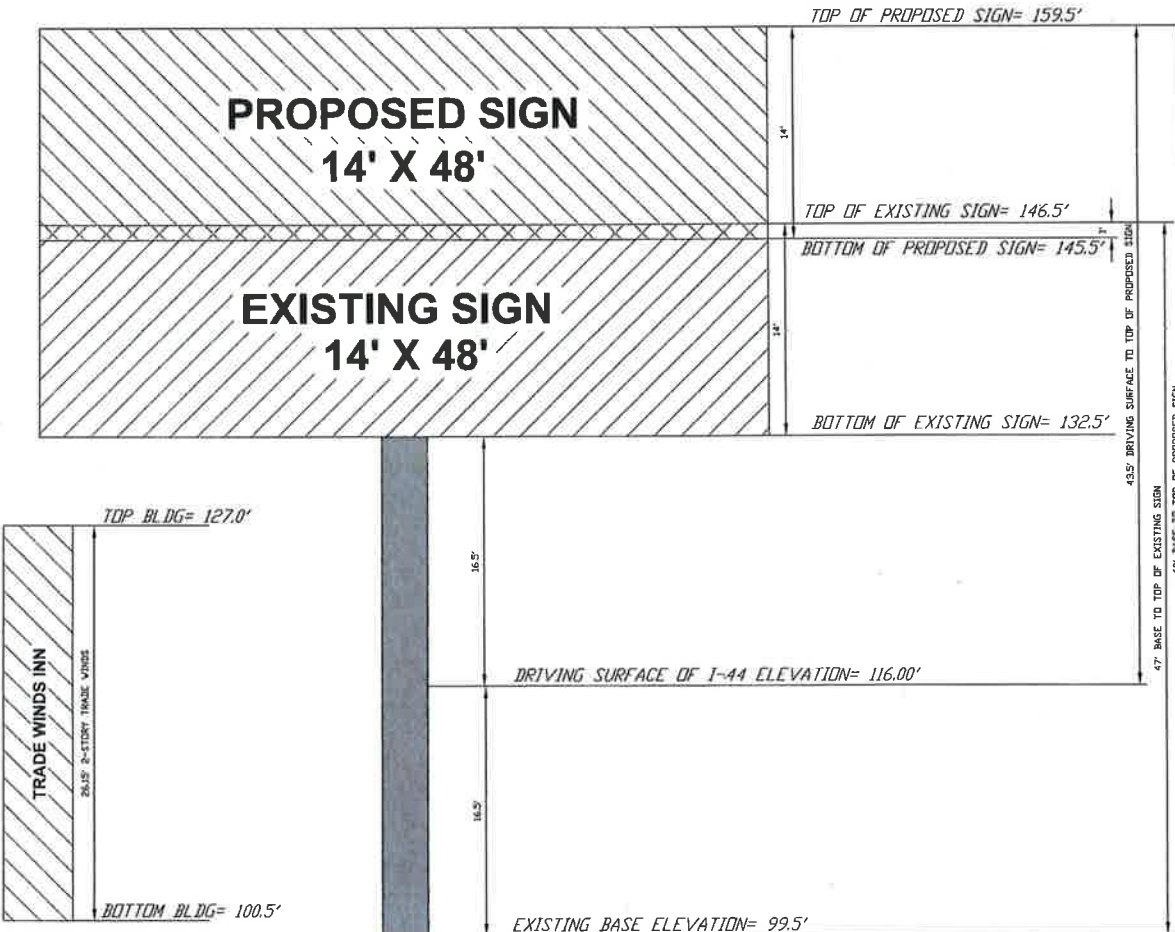 TOP OF PROPOSED SIGN= 159.5'
PROPOSED SIGN
14' X 48'
14'
TOP OF EXISTING SIGN= 146.5'
1'
BOTTOM OF PROPOSED SIGN= 145.5'
EXISTING SIGN
14' X 48'
14'
BOTTOM OF EXISTING SIGN= 132.5'
43.5' DRIVING SURFACE TO TOP OF PROPOSED SIGN
47' BASE TO TOP OF EXISTING SIGN
TOP BLDG= 127.0'
TRADE WINDS INN
26.15' 2-STORY TRADE WINDS
16.5'
DRIVING SURFACE OF I-44 ELEVATION= 116.00'
16.5'
BOTTOM BLDG= 100.5'
EXISTING BASE ELEVATION= 99.5'